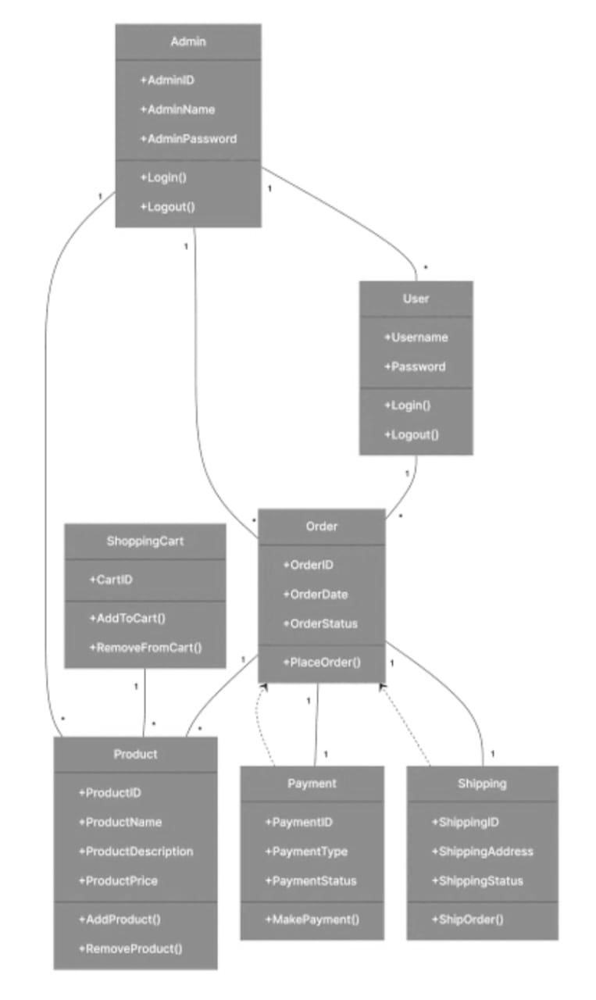 Admin
+AdminID
+AdminName
+AdminPassword
+Login()
+Logout()
1
1
1
*
User
+Username
+Password
+Login()
+Logout()
1
*
*
ShoppingCart
+CartID
+AddToCart()
+RemoveFromCart()
1
*
*
Order
+OrderID
+OrderDate
+OrderStatus
+PlaceOrder()
1
1
1
*
1
1
Product
+ProductID
+ProductName
+ProductDescription
+ProductPrice
+AddProduct()
+RemoveProduct()
Payment
+PaymentID
+PaymentType
+PaymentStatus
+MakePayment()
Shipping
+ShippingID
+ShippingAddress
+ShippingStatus
+ShipOrder()